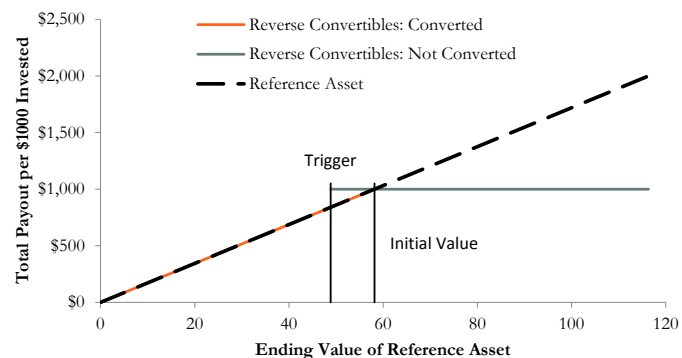 Total Payout per $1000 Invested
$2,500
$2,000
$1,500
$1,000
$500
$0
Reverse Convertibles: Converted
Reverse Convertibles: Not Converted
Reference Asset
Trigger
Initial Value
0
20
40
60
80
100
120
Ending Value of Reference Asset